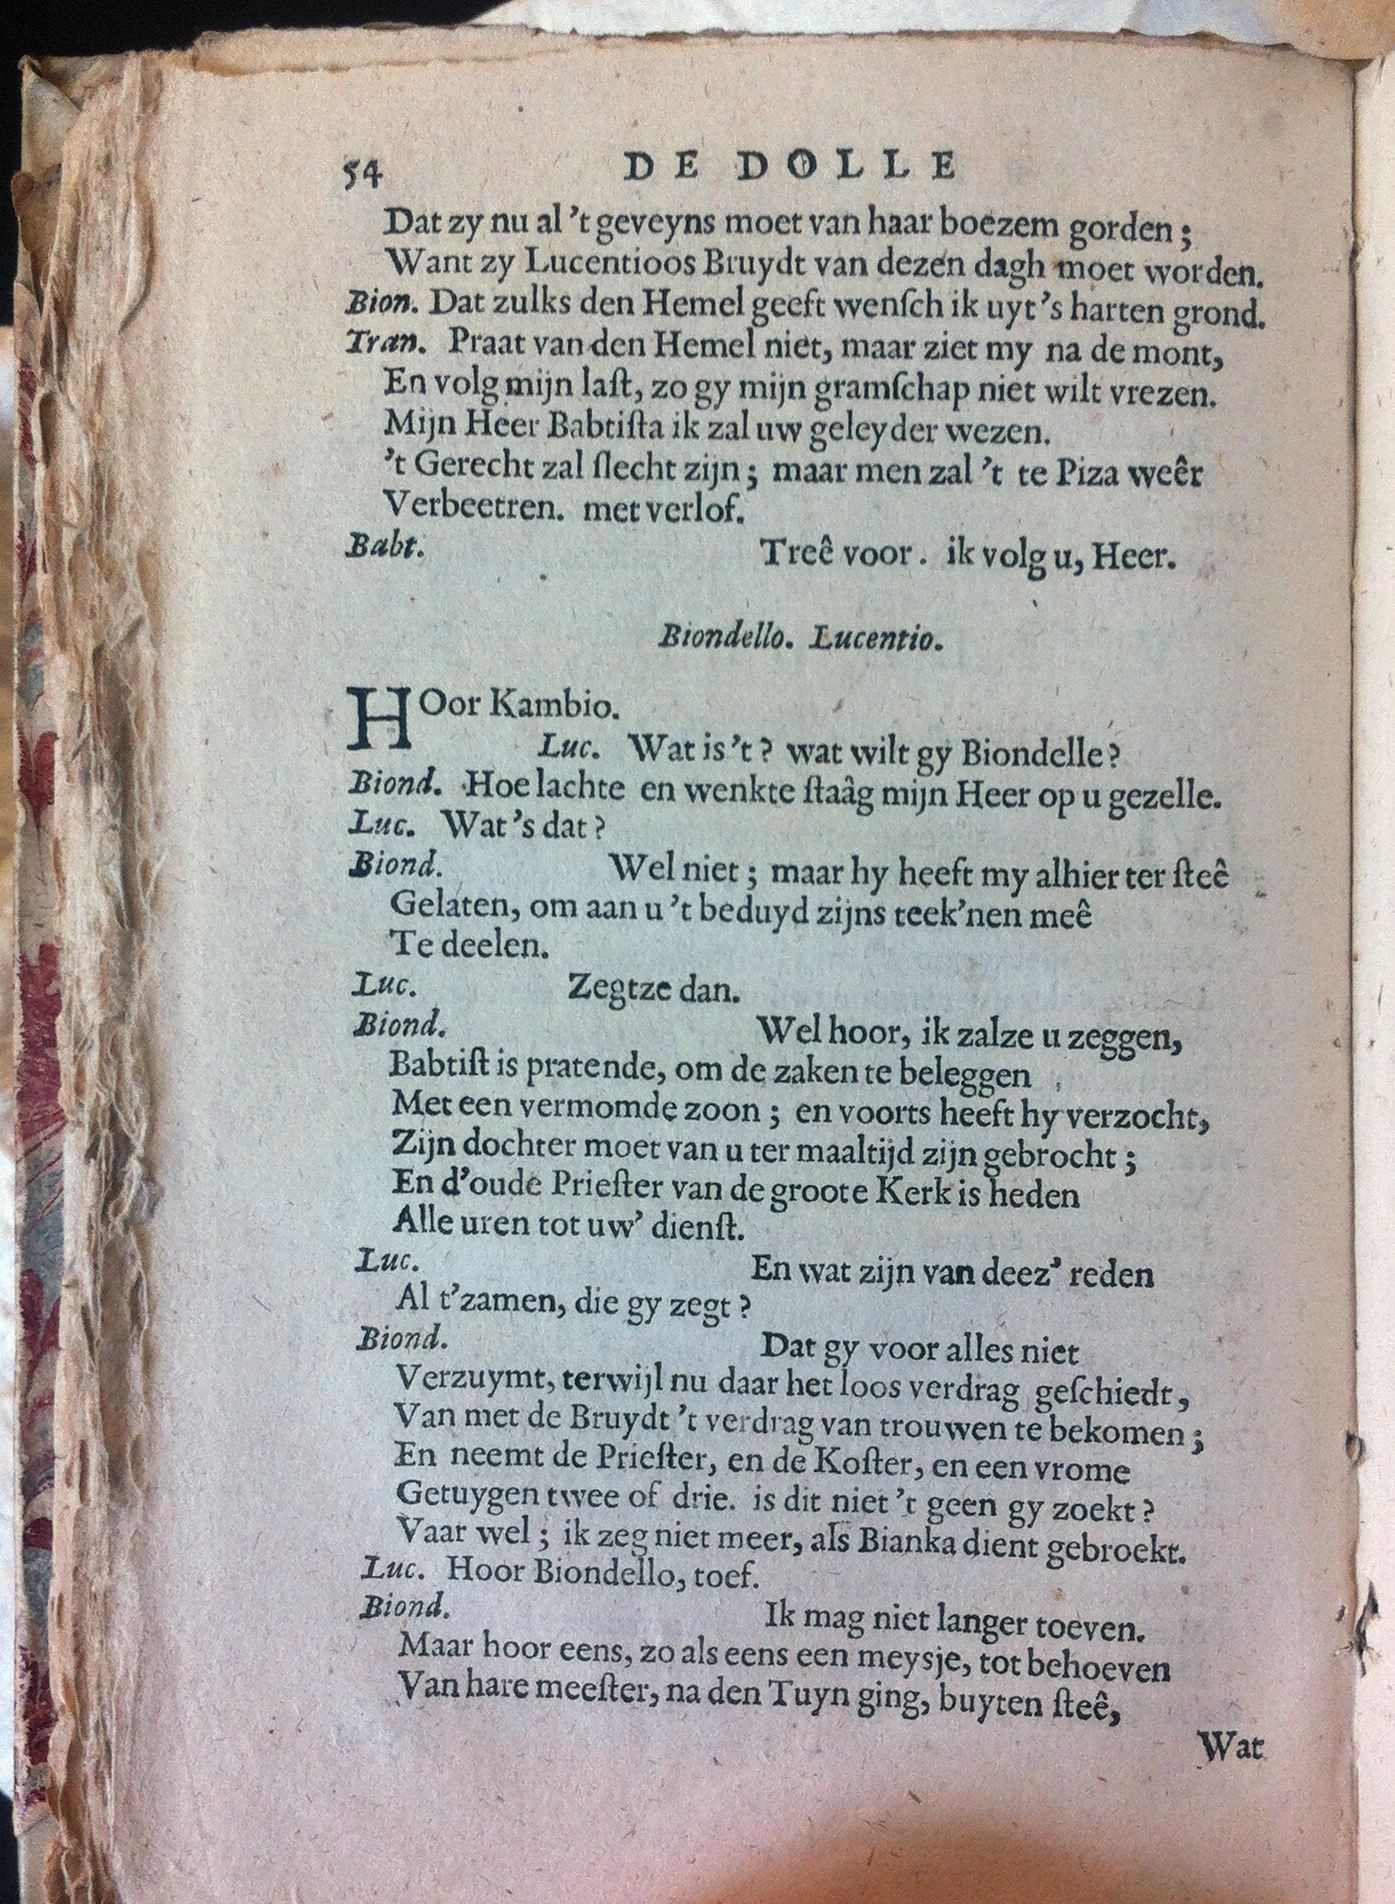 54 DE DOLLE
Dat zy nu al 't geveyns moet van haar boezem gorden;
Want zy Lucentioos Bruydt van dezen dagh moet worden.
Bion. Dat zulks den Hemel geeft wenſch ik uyt's harten grond.
Tran. Praat van den Hemel niet, maar ziet my na de mont,
En volg mijn laſt, zo gy mijn gramſchap niet wilt vrezen.
Mijn Heer Babtiſta ik zal uw geleyder wezen.
't Gerecht zal ſlecht zijn; maar men zal 't te Piza weêr
Verbeetren. met verlof.
Babt. Treê voor. ik volg u, Heer.
Biondello. Lucentio.
HOor Kambio.
Luc. Wat is 't? wat wilt gy Biondelle?
Biond. Hoe lachte en wenkte ſtaâg mijn Heer op u gezelle.
Luc. Wat's dat?
Biond. Wel niet; maar hy heeft my alhier ter ſteê
Gelaten, om aan u 't beduyd zijns teek'nen meê
Te deelen.
Luc. Zegtze dan.
Biond. Wel hoor, ik zalze u zeggen,
Babtiſt is pratende, om de zaken te beleggen
Met een vermomde zoon; en voorts heeft hy verzocht,
Zijn dochter moet van u ter maaltijd zijn gebrocht;
En d'oude Prieſter van de groote Kerk is heden
Alle uren tot uw' dienſt.
Luc. En wat zijn van deez' reden
Al t'zamen, die gy zegt?
Biond. Dat gy voor alles niet
Verzuymt, terwijl nu daar het loos verdrag geſchiedt,
Van met de Bruydt 't verdrag van trouwen te bekomen;
En neemt de Prieſter, en de Koſter, en een vrome
Getuygen twee of drie. is dit niet 't geen gy zoekt?
Vaar wel; ik zeg niet meer, als Bianka dient gebroekt.
Luc. Hoor Biondello, toef.
Biond. Ik mag niet langer toeven.
Maar hoor eens, zo als eens een meysje, tot behoeven
Van hare meeſter, na den Tuyn ging, buyten ſteê,
Wat